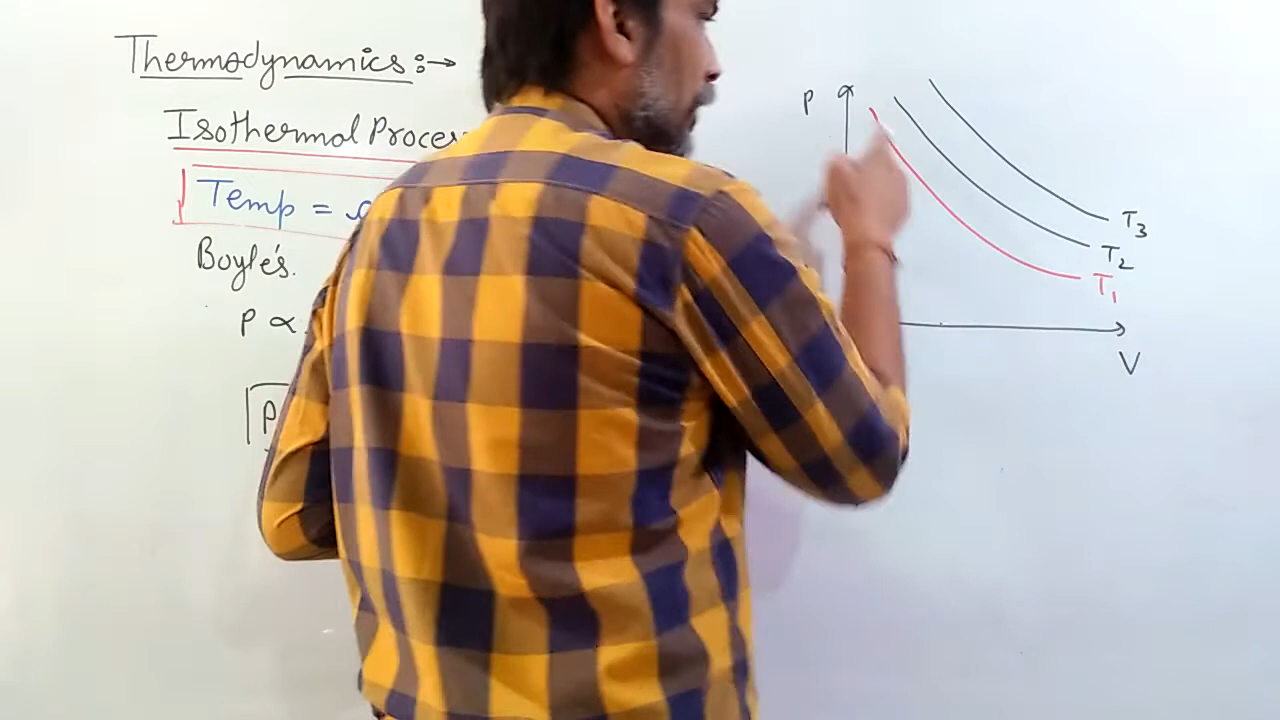 Thermodynamics :→
Isothermal Proces
Temp =
Boyle's.
P ∝
P
P
T3
T2
T1
V